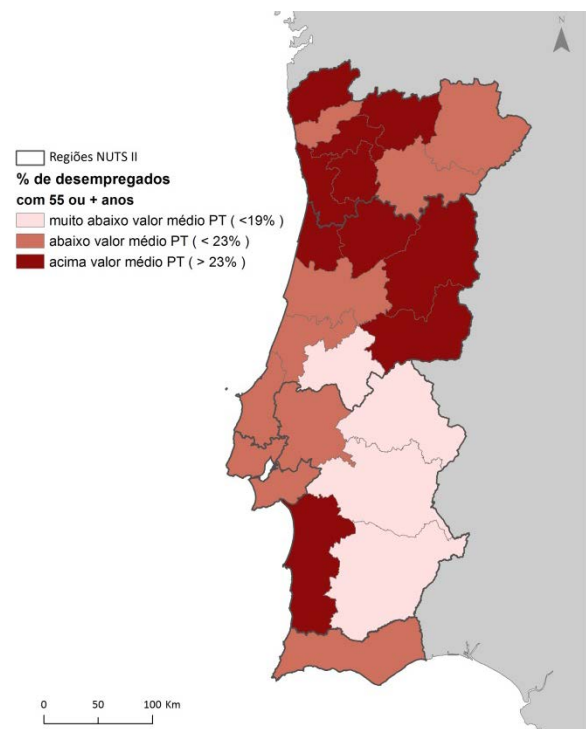 N
Regiões NUTS II
% de desempregados
com 55 ou + anos
muito abaixo valor médio PT ( <19% )
abaixo valor médio PT ( < 23% )
acima valor médio PT ( > 23% )
0 50 100 Km